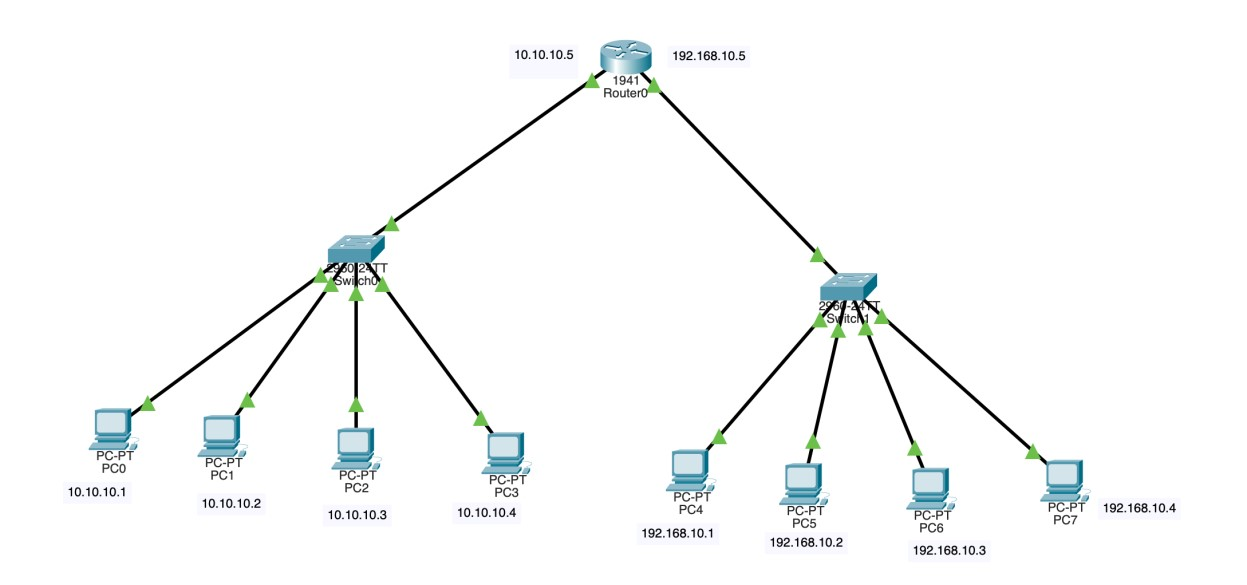 10.10.10.5
192.168.10.5
1941
Router0
2960-24TT
Switch0
2960-24TT
Switch1
PC-PT
PC0
10.10.10.1
PC-PT
PC1
10.10.10.2
PC-PT
PC2
10.10.10.3
PC-PT
PC3
10.10.10.4
PC-PT
PC4
192.168.10.1
PC-PT
PC5
192.168.10.2
PC-PT
PC6
192.168.10.3
PC-PT
PC7
192.168.10.4